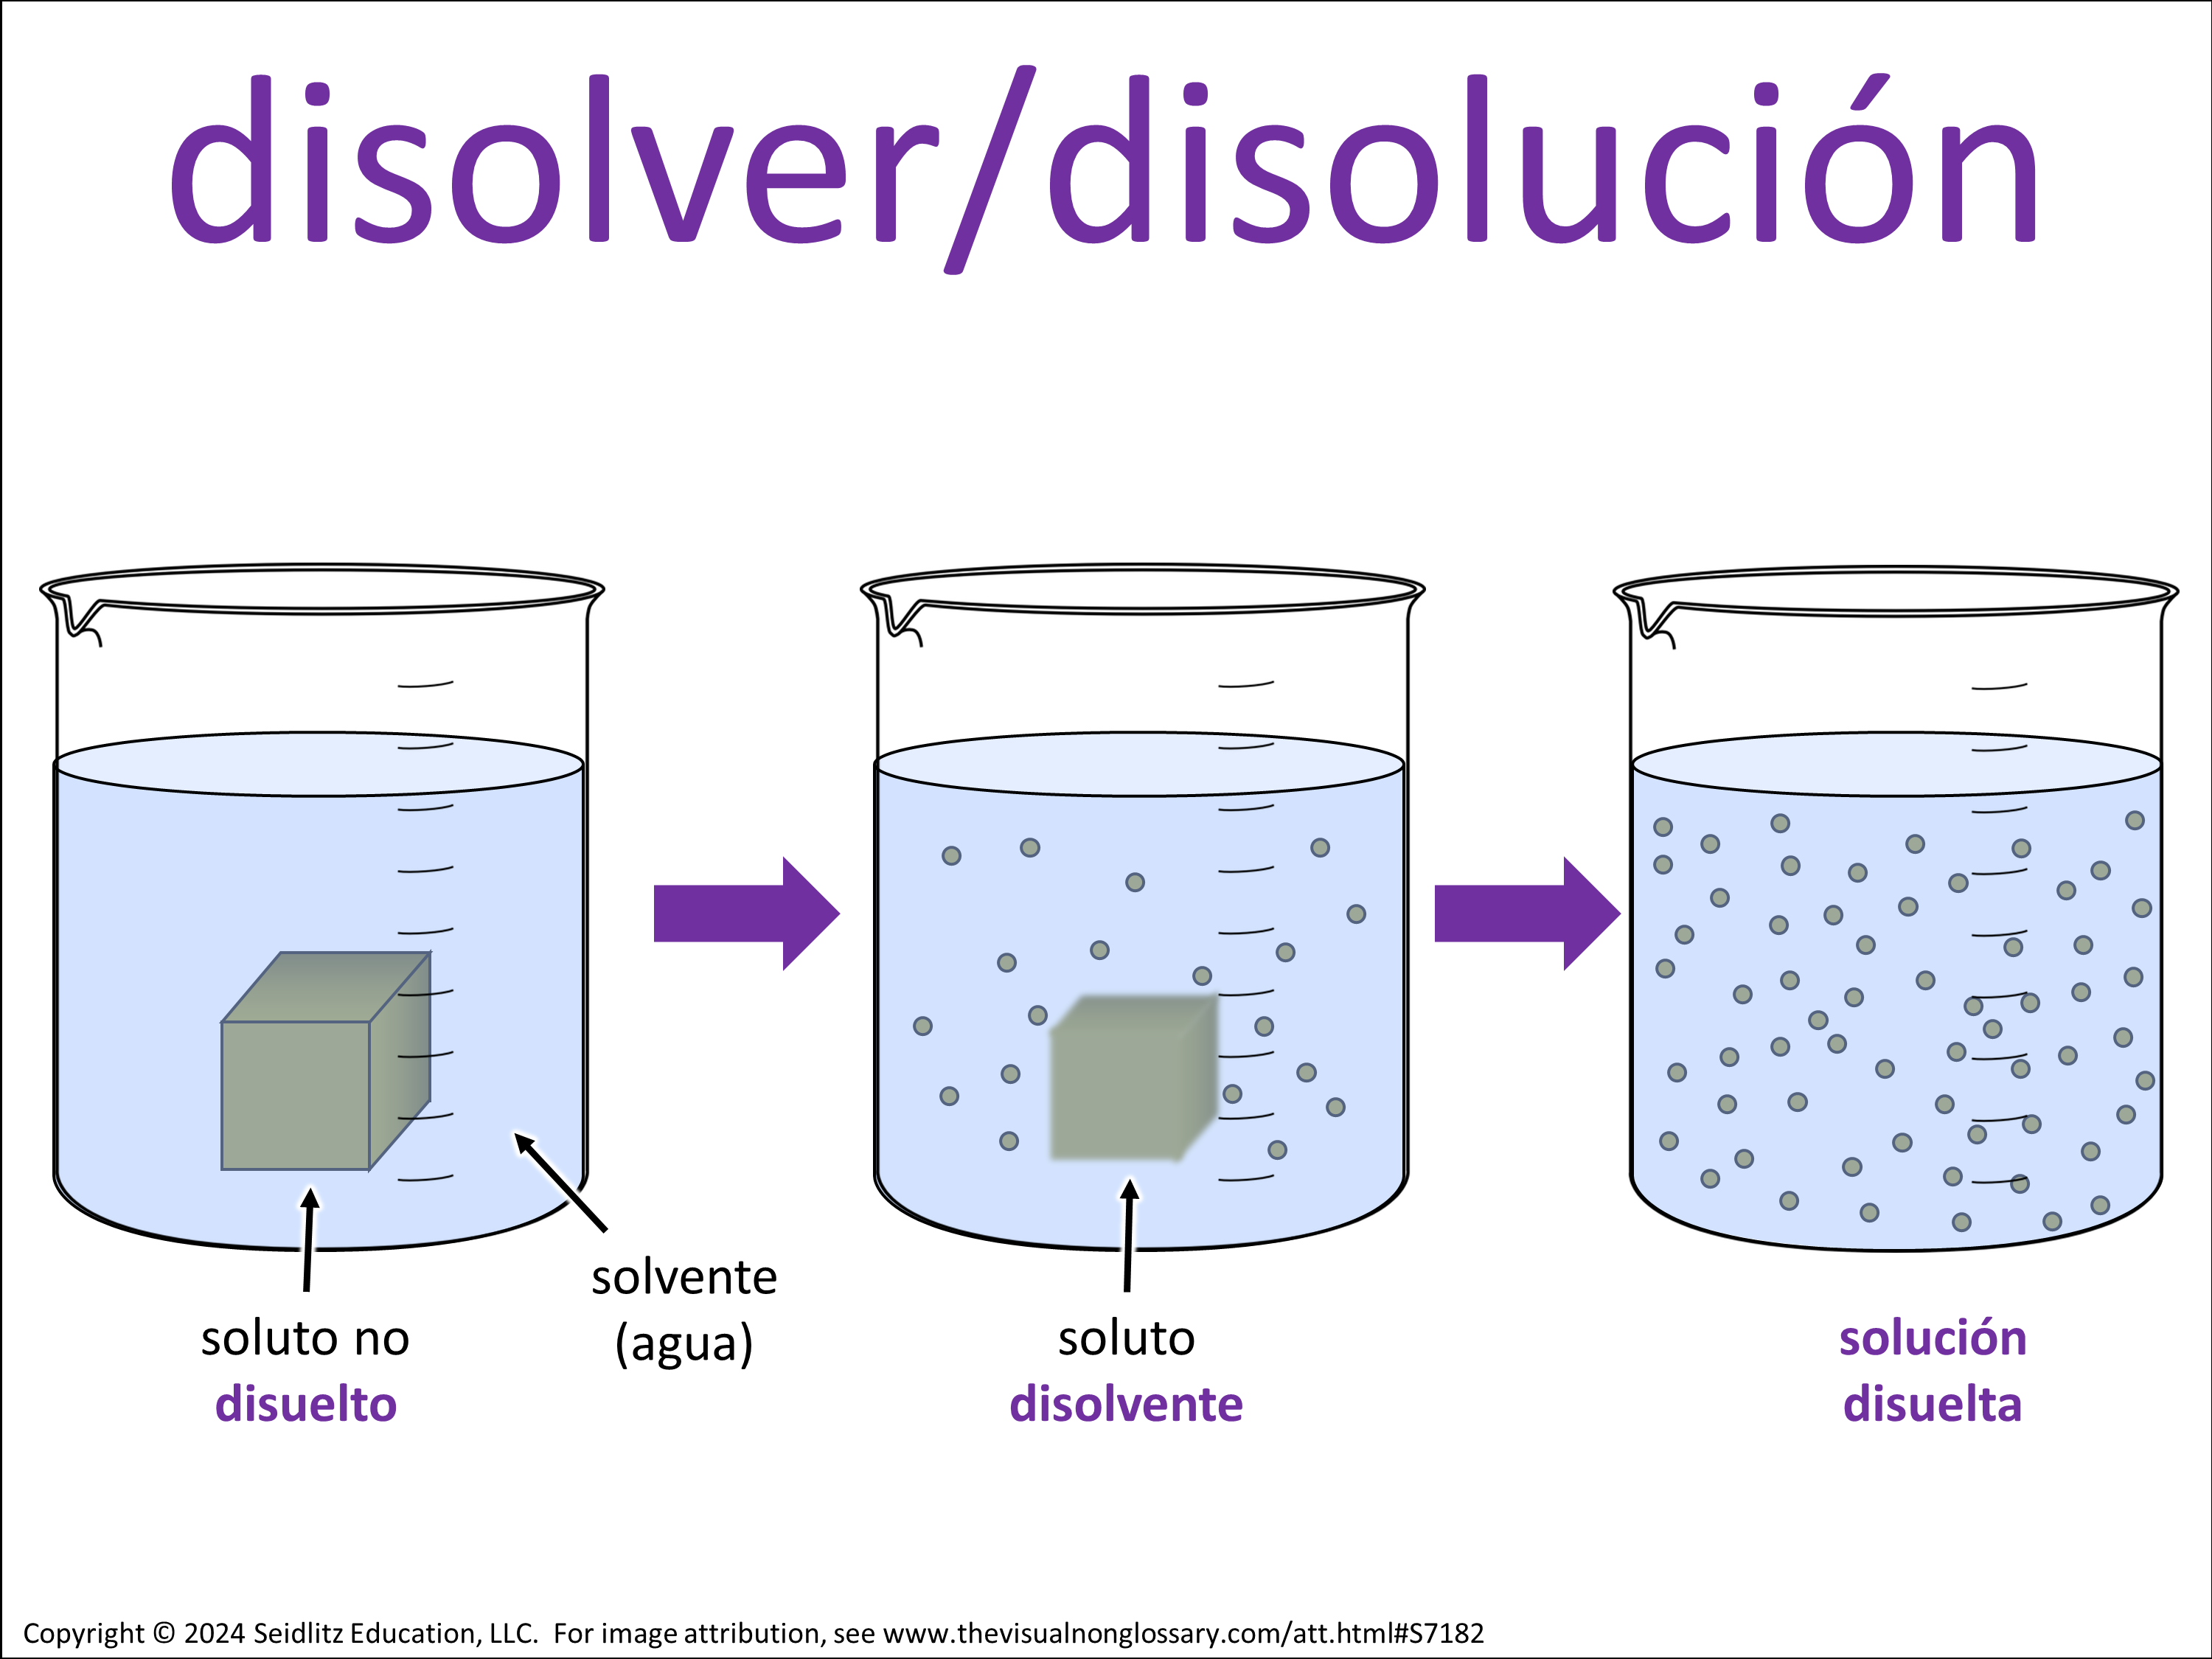 disolver/disolución
solvente
(agua)
soluto no
disuelto
soluto
disolvente
solución
disuelta
Copyright © 2024 Seidlitz Education, LLC.  For image attribution, see www.thevisualnonglossary.com/att.html#S7182